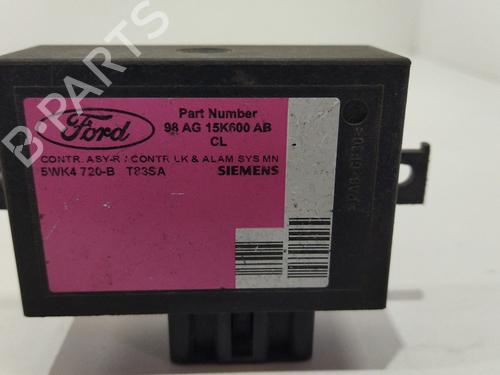 B-PARTS
Ford
Part Number
98 AG 15K600 AB
CL
CONTR. ASY-R / CONTR LK & ALAM SYS MN
5WK4 720-B T83SA
SIEMENS